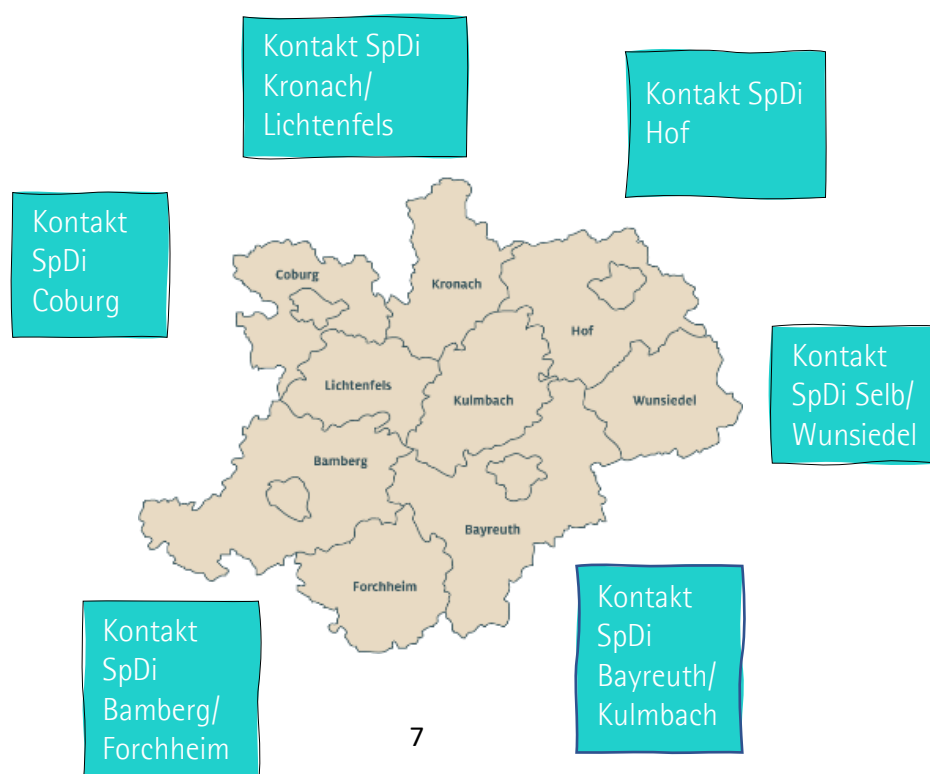 Kontakt SpDi
Kronach/
Lichtenfels
Kontakt SpDi
Hof
Kontakt
SpDi
Coburg
Coburg
Kronach
Hof
Lichtenfels
Kulmbach
Wunsiedel
Bamberg
Bayreuth
Forchheim
Kontakt
SpDi Selb/
Wunsiedel
Kontakt
SpDi
Bamberg/
Forchheim
Kontakt
SpDi
Bayreuth/
Kulmbach
7